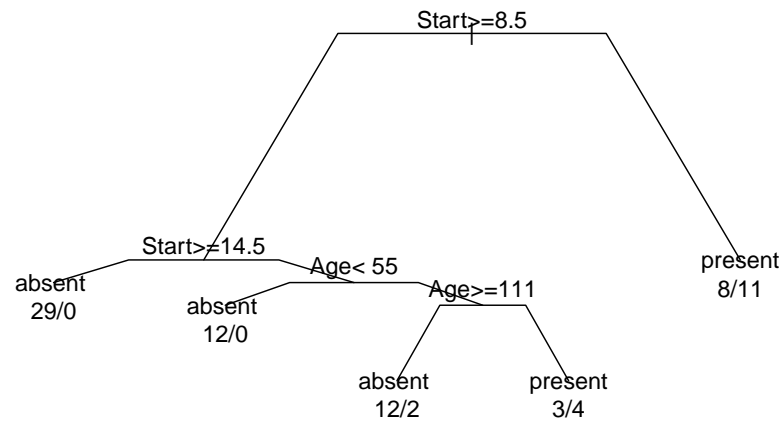 Start>=8.5
Start>=14.5
Age< 55
Age>=111
absent
29/0
absent
12/0
absent
12/2
present
3/4
present
8/11